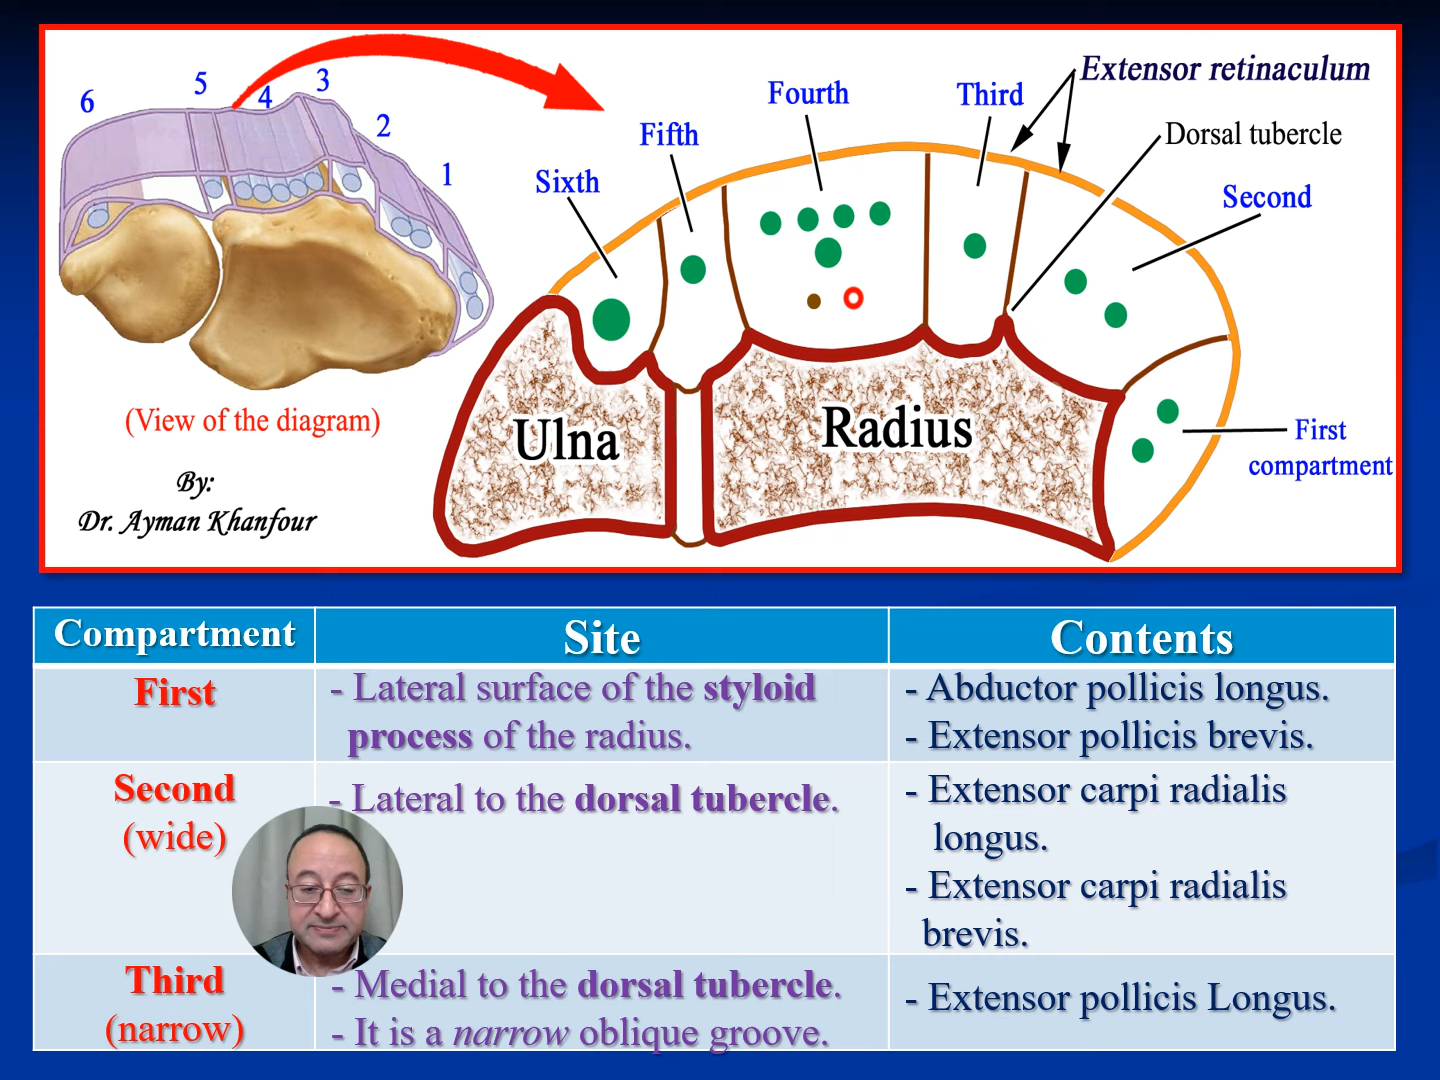 6
5
4
3
2
1
Extensor retinaculum
Fourth
Third
Fifth
Dorsal tubercle
Sixth
Second
Ulna
Radius
(View of the diagram)
First
compartment
By:
Dr. Ayman Khanfour
Compartment
Site
Contents
First
- Lateral surface of the styloid
process of the radius.
- Abductor pollicis longus.
- Extensor pollicis brevis.
Second
(wide)
- Lateral to the dorsal tubercle.
- Extensor carpi radialis
longus.
- Extensor carpi radialis
brevis.
Third
(narrow)
- Medial to the dorsal tubercle.
- It is a narrow oblique groove.
- Extensor pollicis Longus.